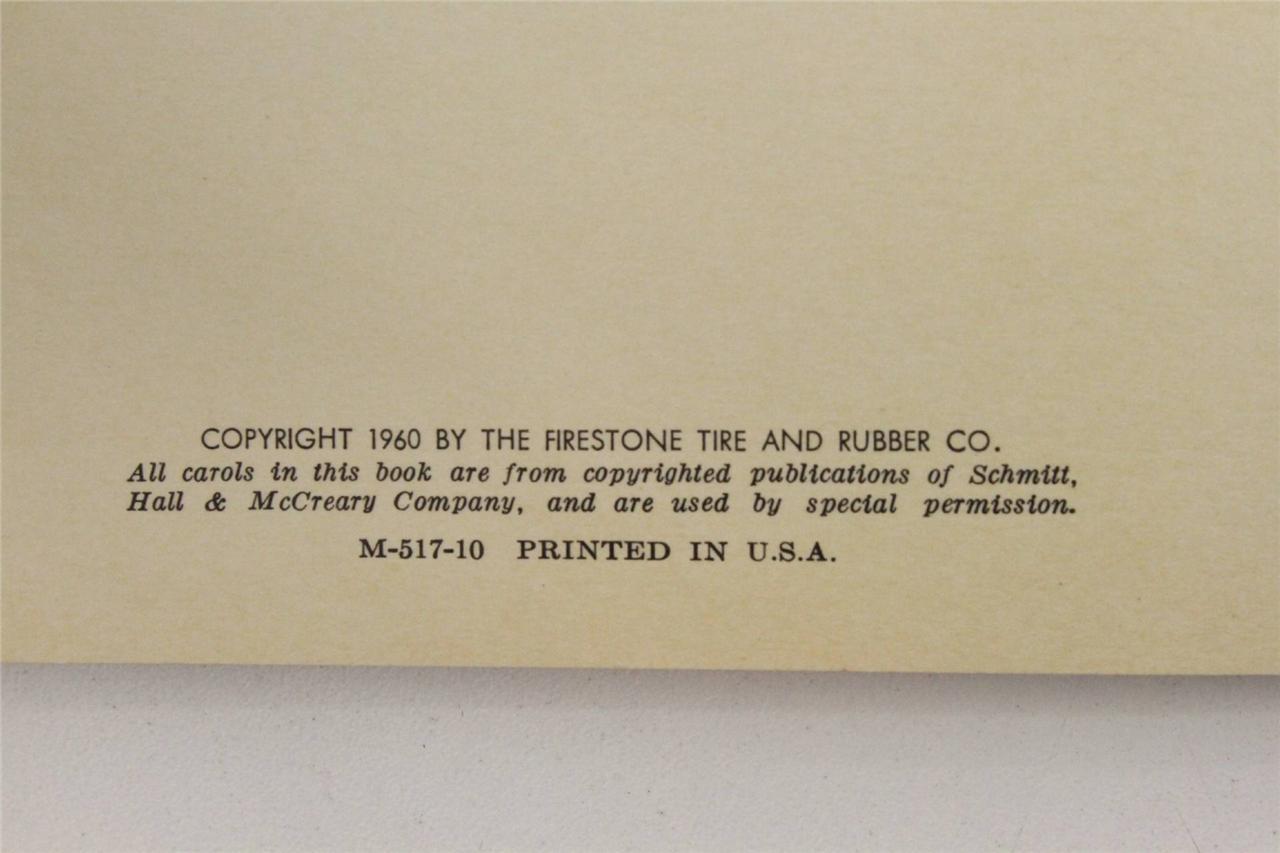 COPYRIGHT 1960 BY THE FIRESTONE TIRE AND RUBBER CO.
All carols in this book are from copyrighted publications of Schmitt,
Hall & McCreary Company, and are used by special permission.
M-517-10 PRINTED IN U.S.A.